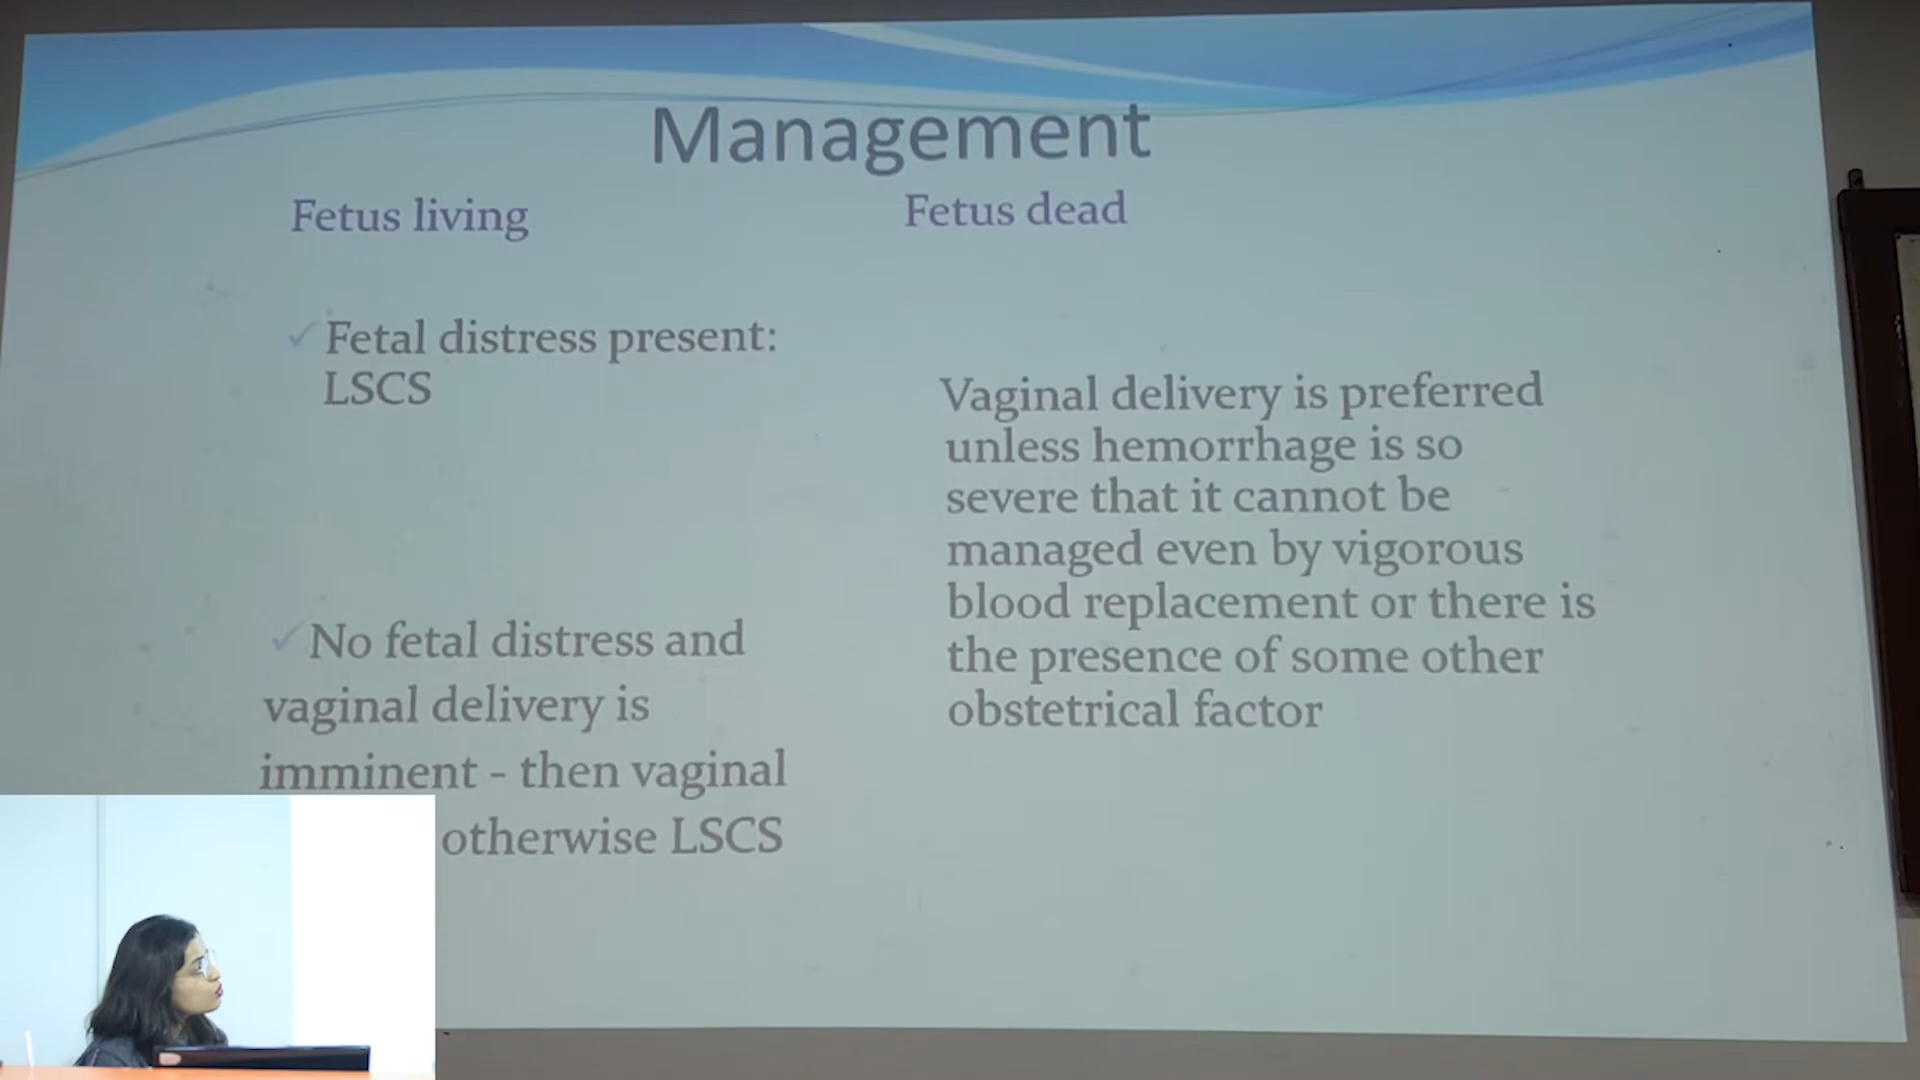 Management
Fetus living
Fetus dead
✓Fetal distress present:
LSCS
✓No fetal distress and
vaginal delivery is
imminent - then vaginal
otherwise LSCS
Vaginal delivery is preferred
unless hemorrhage is so
severe that it cannot be
managed even by vigorous
blood replacement or there is
the presence of some other
obstetrical factor